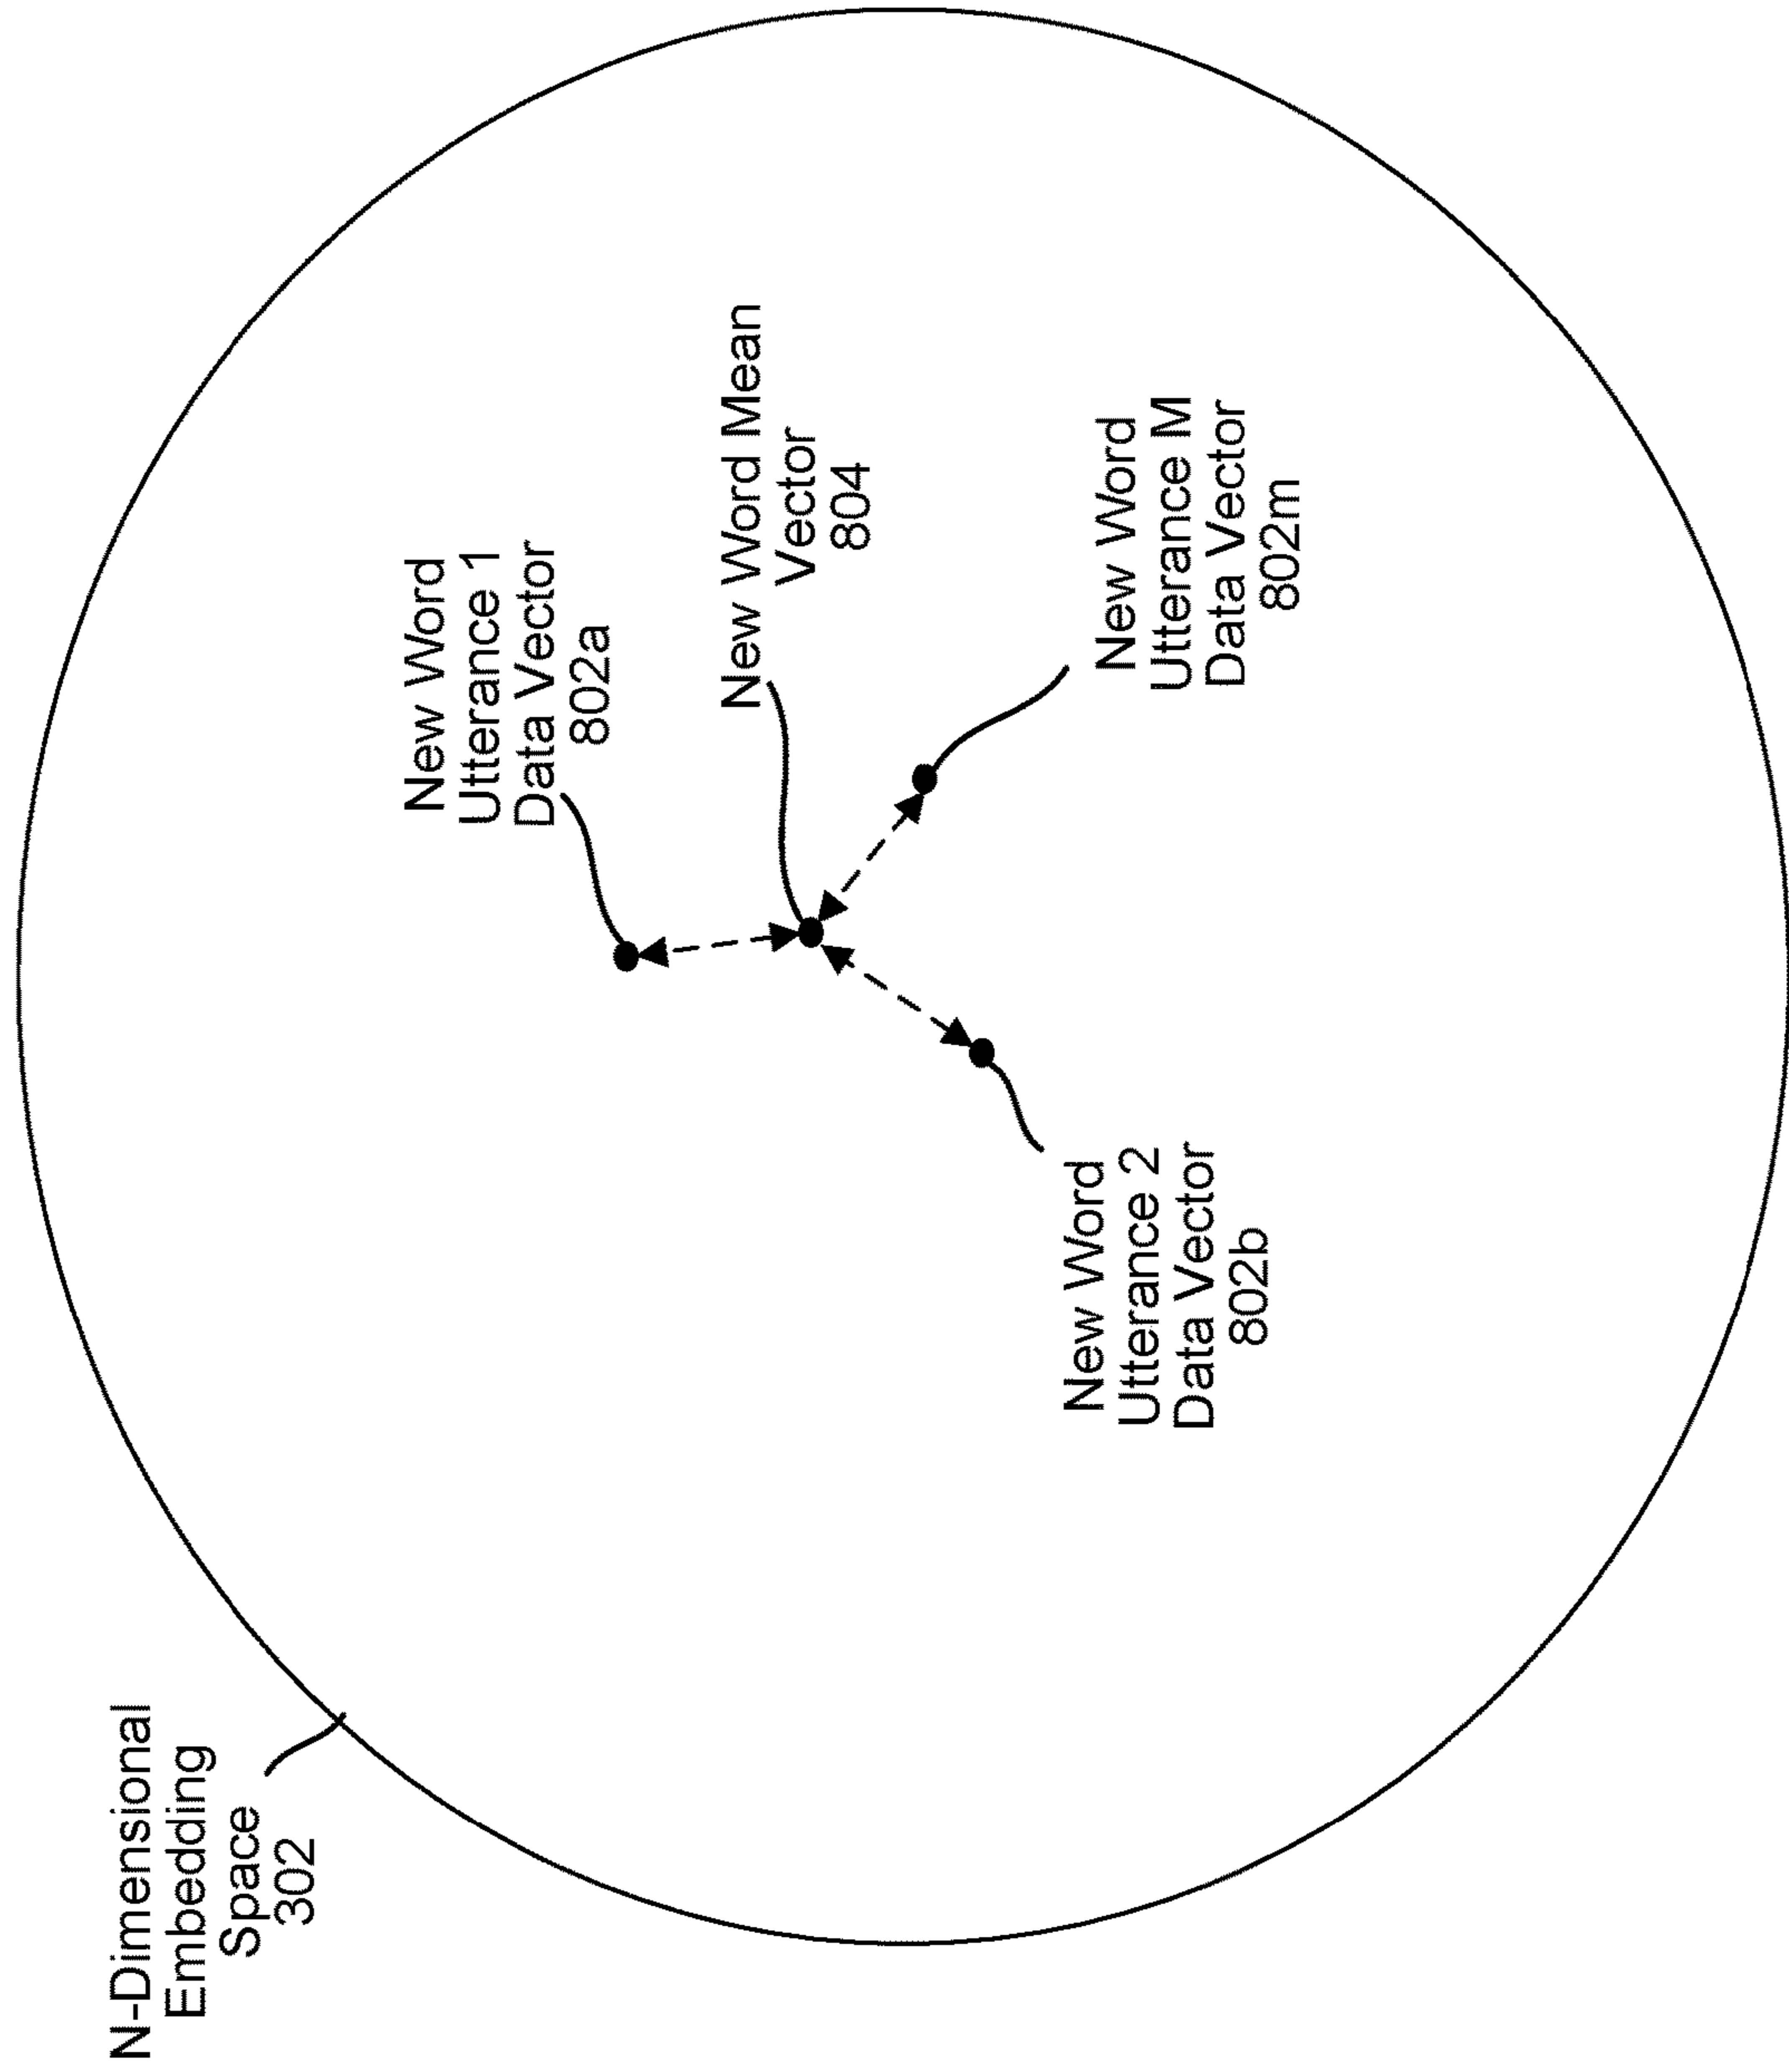 N-Dimensional
Embedding
Space
302
New Word
Utterance 1
Data Vector
802a
New Word Mean
Vector
804
New Word
Utterance 2
Data Vector
802b
New Word
Utterance M
Data Vector
802m